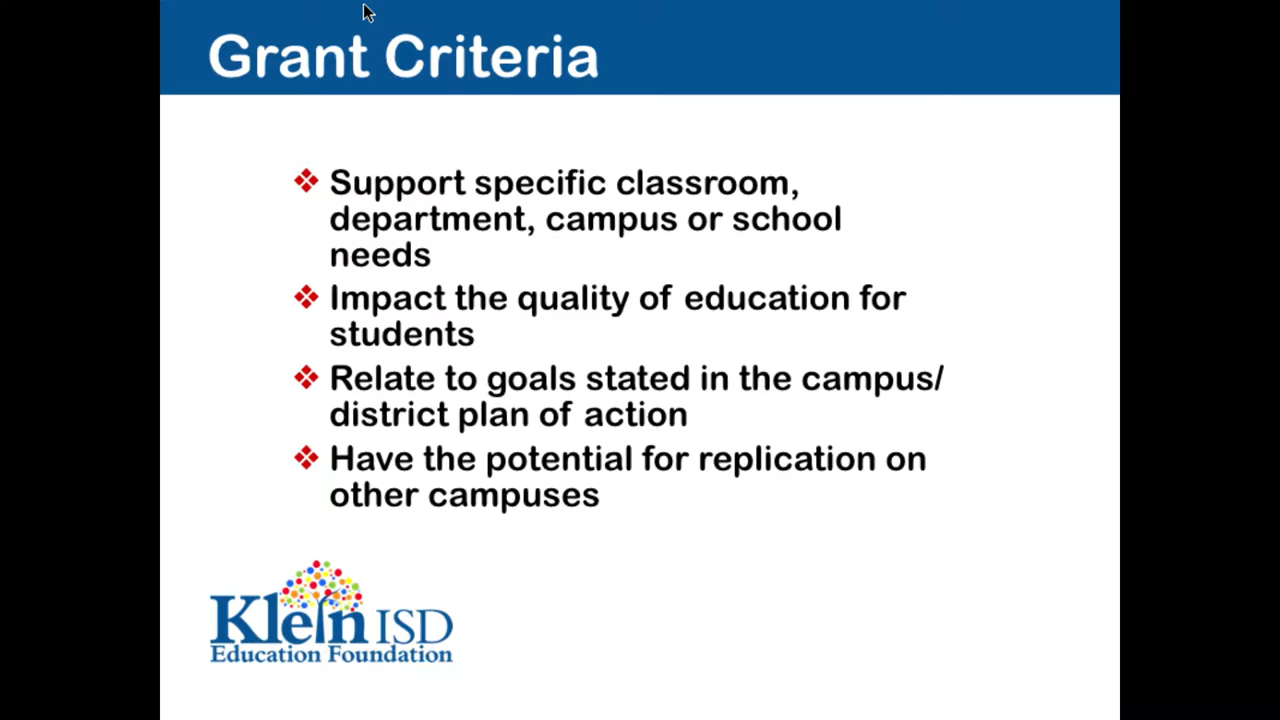 Grant Criteria
Support specific classroom,
department, campus or school
needs
Impact the quality of education for
students
Relate to goals stated in the campus/
district plan of action
Have the potential for replication on
other campuses
Klein ISD
Education Foundation